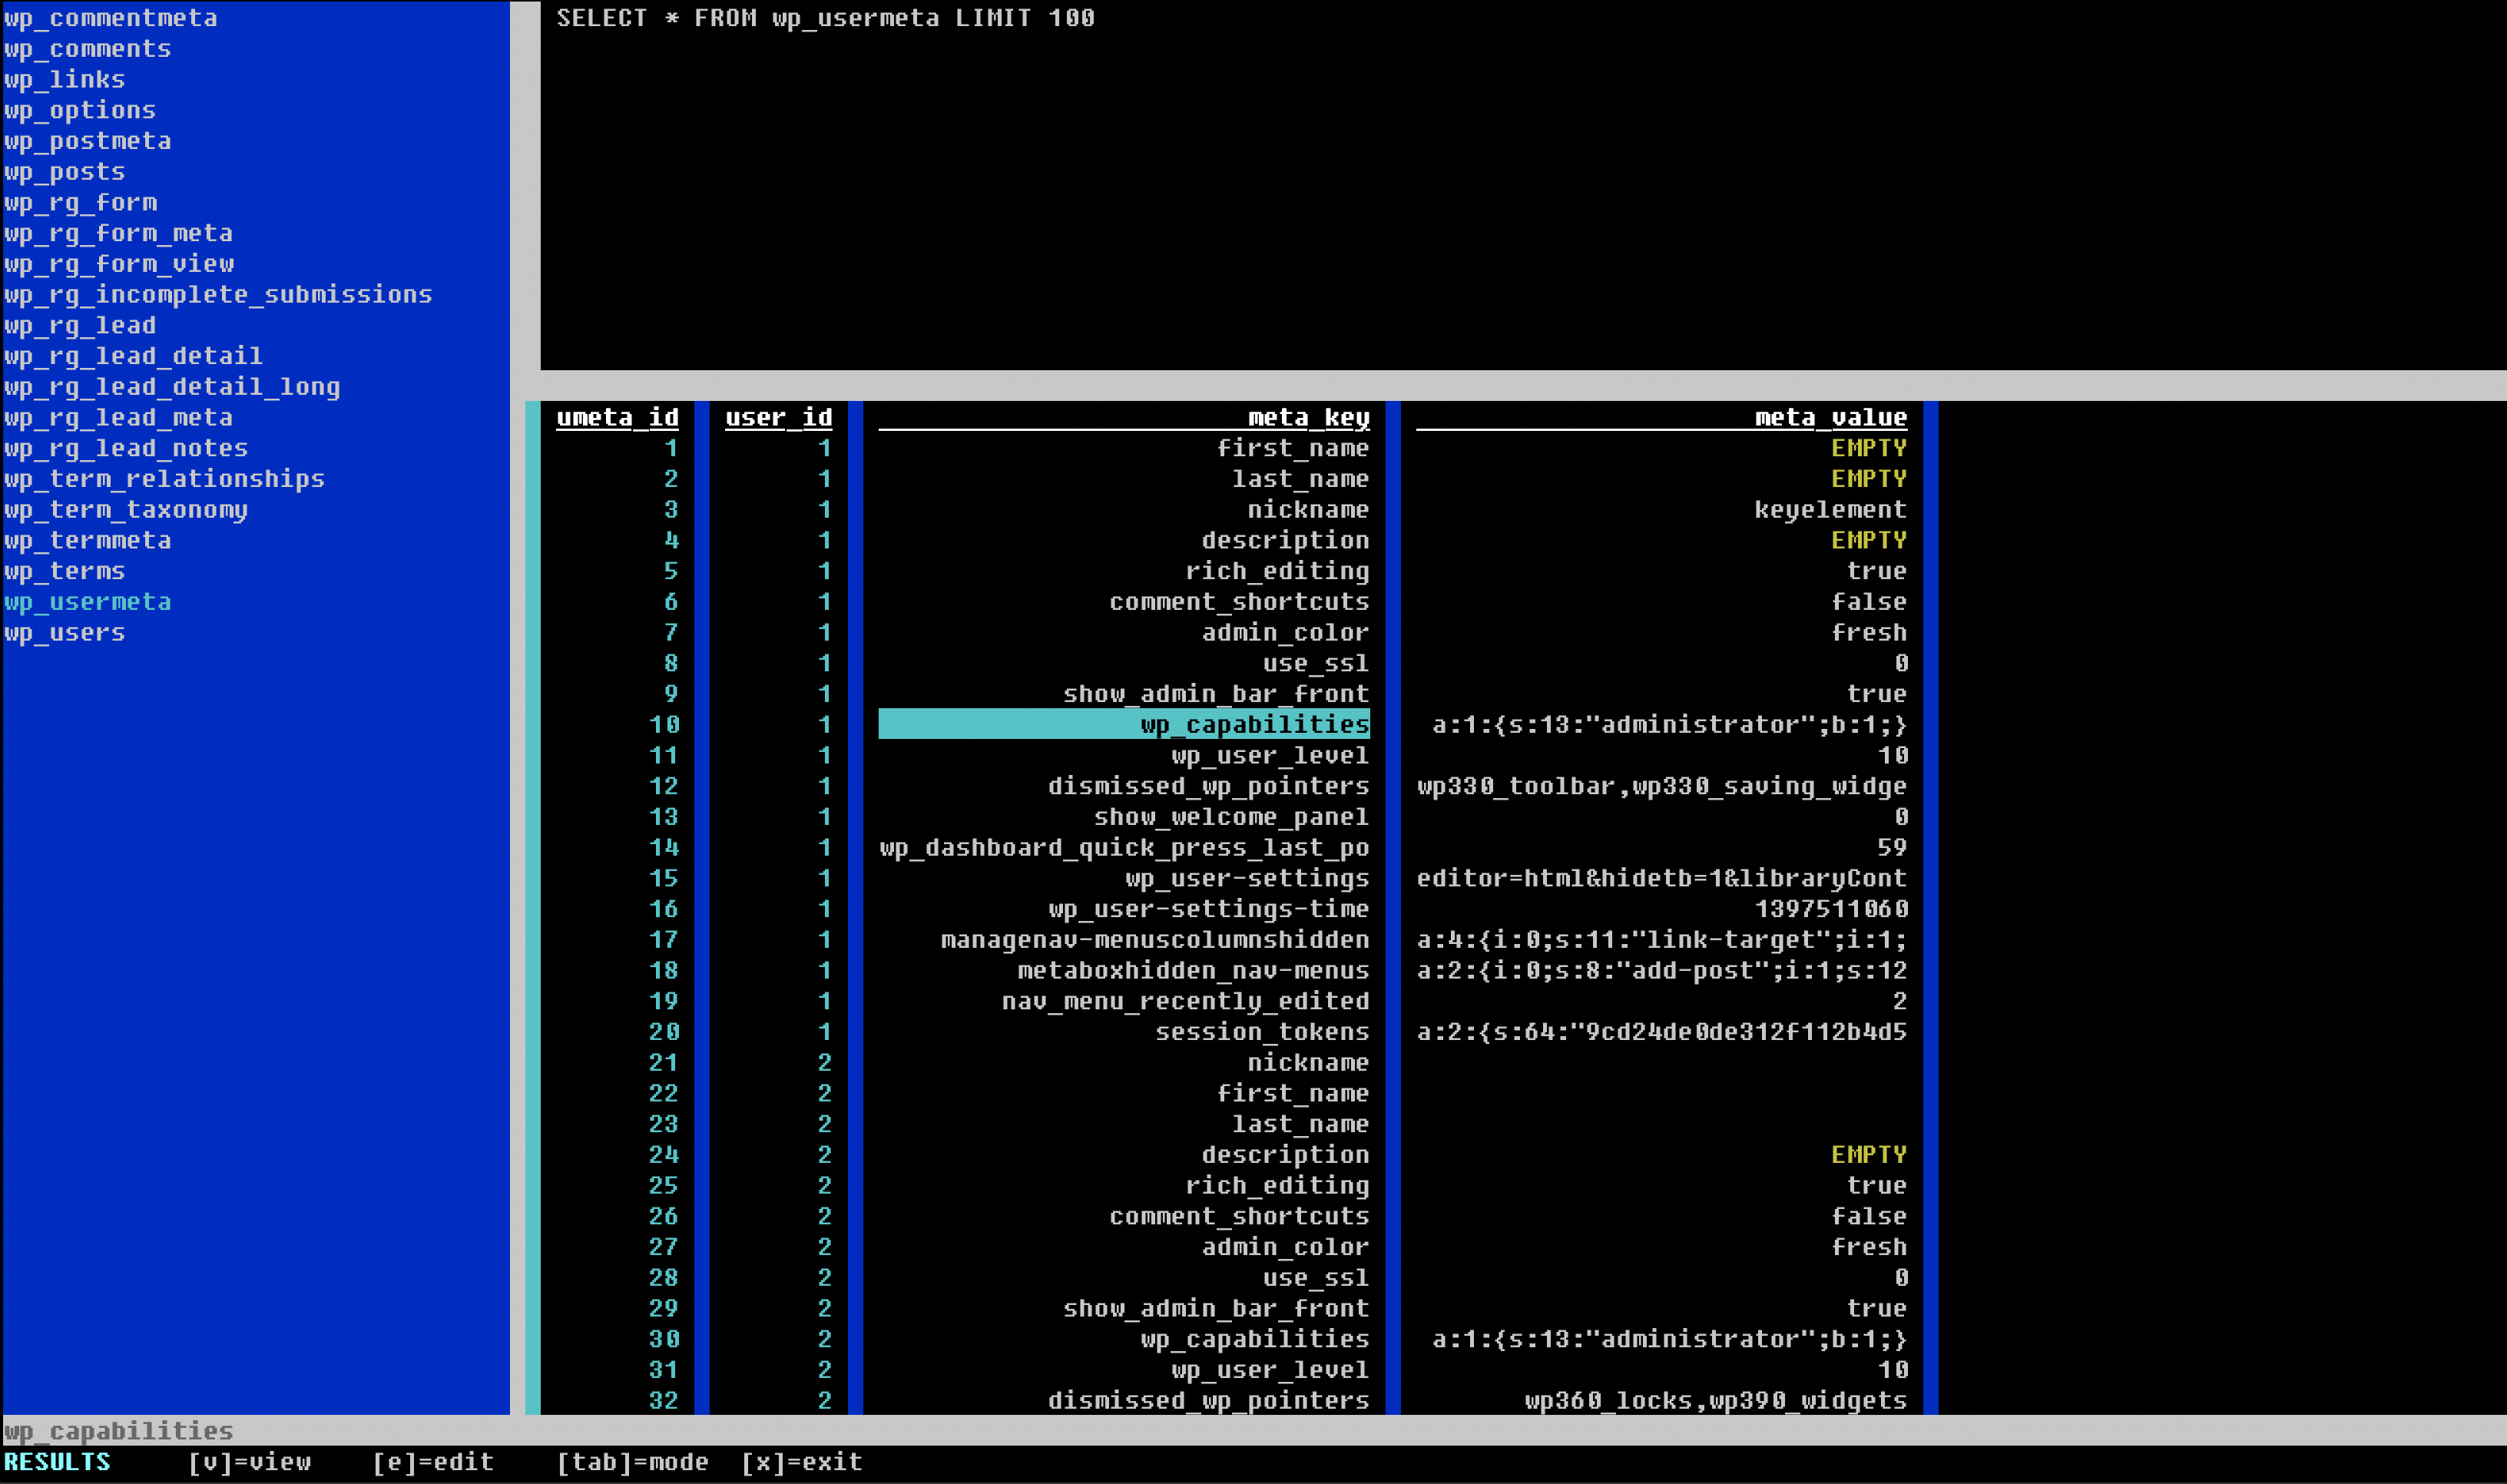 wp_commentmeta
wp_comments
wp_links
wp_options
wp_postmeta
wp_posts
wp_rg_form
wp_rg_form_meta
wp_rg_form_view
wp_rg_incomplete_submissions
wp_rg_lead
wp_rg_lead_detail
wp_rg_lead_detail_long
wp_rg_lead_meta
wp_rg_lead_notes
wp_term_relationships
wp_term_taxonomy
wp_termmeta
wp_terms
wp_usermeta
wp_users
SELECT * FROM wp_usermeta LIMIT 100
umeta_id user_id meta_key meta_value
1 1 first_name EMPTY
2 1 last_name EMPTY
3 1 nickname keyelement
4 1 description EMPTY
5 1 rich_editing true
6 1 comment_shortcuts false
7 1 admin_color fresh
8 1 use_ssl 0
9 1 show_admin_bar_front true
10 1 wp_capabilities a:1:{s:13:"administrator";b:1;}
11 1 wp_user_level 10
12 1 dismissed_wp_pointers wp330_toolbar,wp330_saving_widge
13 1 show_welcome_panel 0
14 1 wp_dashboard_quick_press_last_po 59
15 1 wp_user-settings editor=html&hidetb=1&libraryCont
16 1 wp_user-settings-time 1397511060
17 1 managenav-menuscolumnshidden a:4:{i:0;s:11:"link-target";i:1;
18 1 metaboxhidden_nav-menus a:2:{i:0;s:8:"add-post";i:1;s:12
19 1 nav_menu_recently_edited 2
20 1 session_tokens a:2:{s:64:"9cd24de0de312f112b4d5
21 2 nickname
22 2 first_name
23 2 last_name
24 2 description EMPTY
25 2 rich_editing true
26 2 comment_shortcuts false
27 2 admin_color fresh
28 2 use_ssl 0
29 2 show_admin_bar_front true
30 2 wp_capabilities a:1:{s:13:"administrator";b:1;}
31 2 wp_user_level 10
32 2 dismissed_wp_pointers wp360_locks,wp390_widgets
wp_capabilities
RESULTS [v]=view [e]=edit [tab]=mode [x]=exit